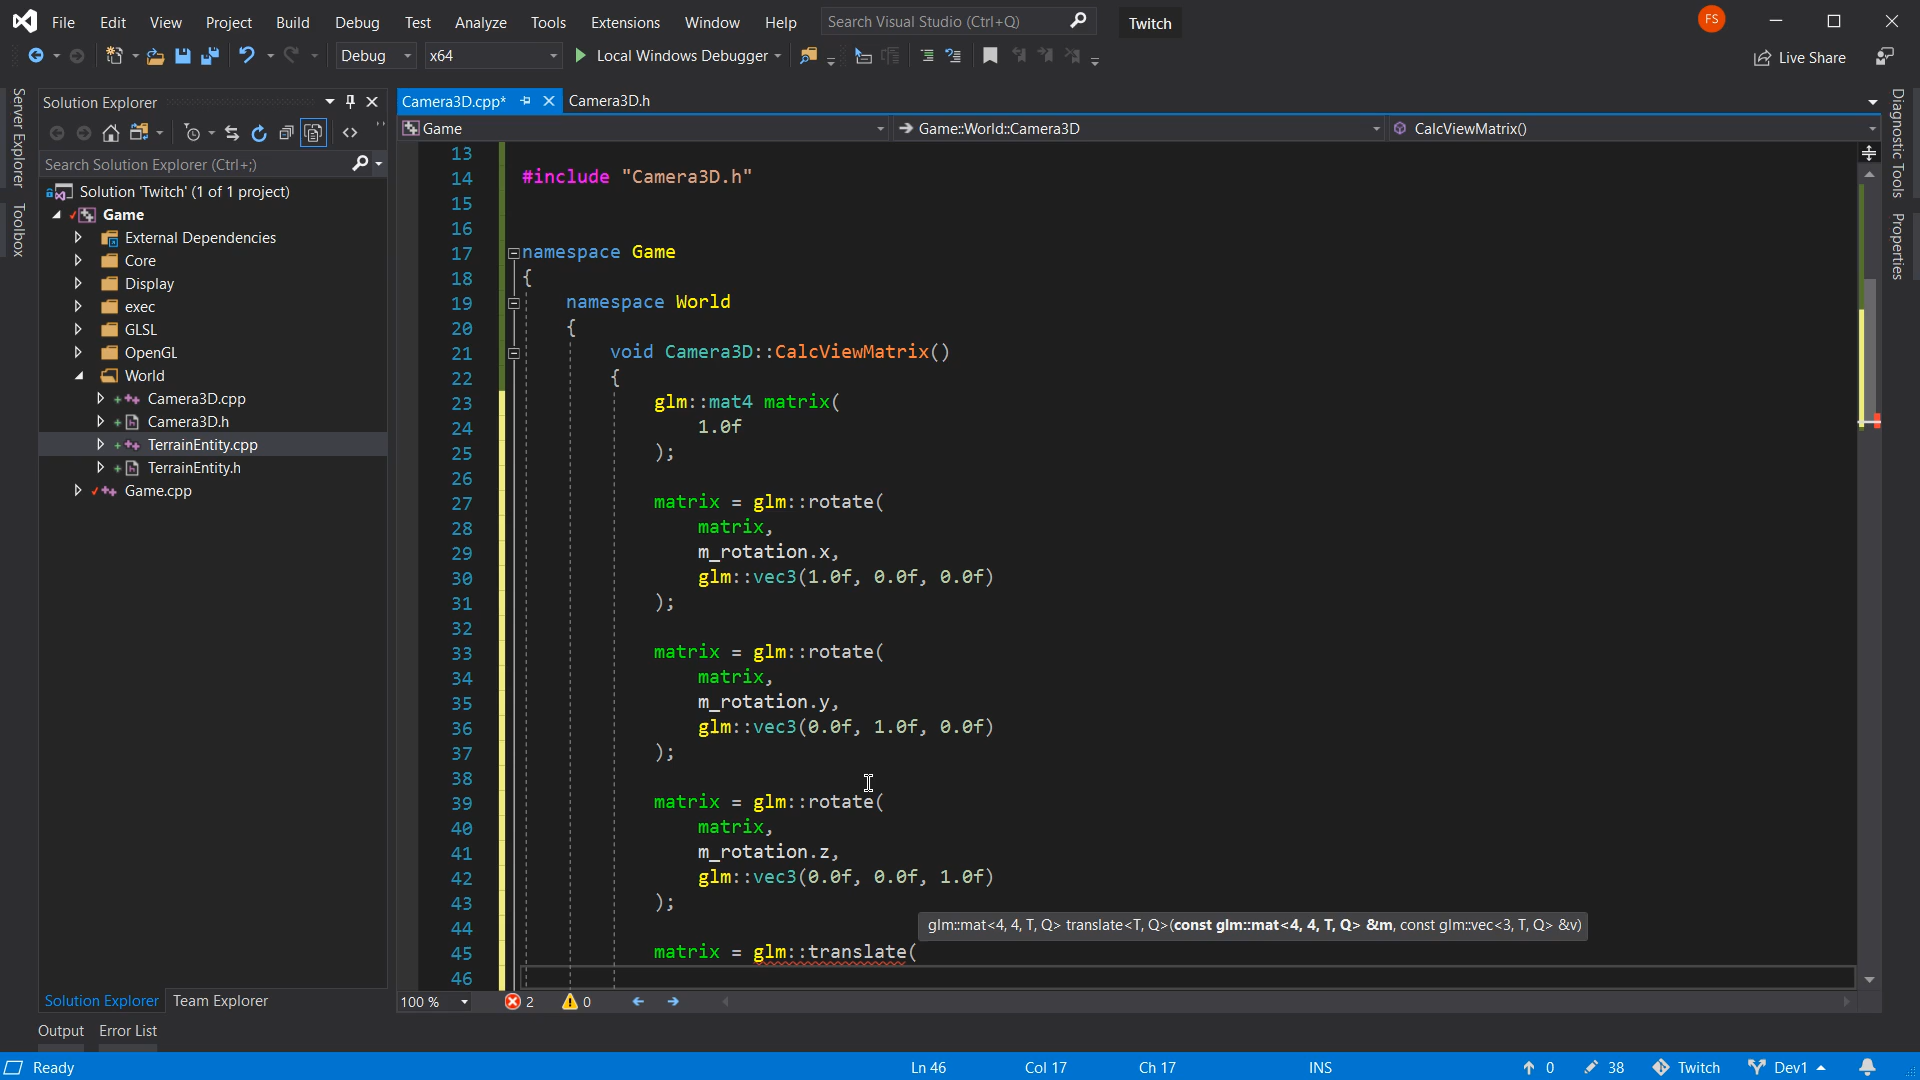 File Edit View Project Build Debug Test Analyze Tools Extensions Window Help Search Visual Studio (Ctrl+Q) Twitch FS
Debug x64 Local Windows Debugger Live Share
Server Explorer
Toolbox
Solution Explorer
Search Solution Explorer (Ctrl+;)
Solution 'Twitch' (1 of 1 project)
Game
External Dependencies
Core
Display
exec
GLSL
OpenGL
World
Camera3D.cpp
Camera3D.h
TerrainEntity.cpp
TerrainEntity.h
Game.cpp
Solution Explorer Team Explorer
Camera3D.cpp* Camera3D.h
Game Game::World::Camera3D CalcViewMatrix()
13
14 #include "Camera3D.h"
15
16
17 namespace Game
18 {
19 namespace World
20 {
21 void Camera3D::CalcViewMatrix()
22 {
23 glm::mat4 matrix(
24 1.0f
25 );
26
27 matrix = glm::rotate(
28 matrix,
29 m_rotation.x,
30 glm::vec3(1.0f, 0.0f, 0.0f)
31 );
32
33 matrix = glm::rotate(
34 matrix,
35 m_rotation.y,
36 glm::vec3(0.0f, 1.0f, 0.0f)
37 );
38
39 matrix = glm::rotate(
40 matrix,
41 m_rotation.z,
42 glm::vec3(0.0f, 0.0f, 1.0f)
43 );
44
glm::mat<4, 4, T, Q> translate<T, Q>(const glm::mat<4, 4, T, Q> &m, const glm::vec<3, T, Q> &v)
45 matrix = glm::translate(
46
100 % 2 0
Diagnostic Tools
Properties
Output Error List
Ready Ln 46 Col 17 Ch 17 INS 0 38 Twitch Dev1